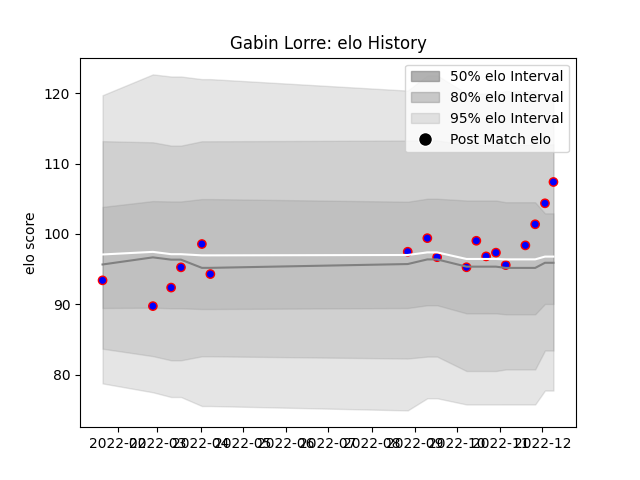 Gabin Lorre: elo History
50% elo Interval
80% elo Interval
95% elo Interval
Post Match elo
elo score
120
110
100
90
80
2022-02 2022-03 2022-04 2022-05 2022-06 2022-07 2022-08 2022-09 2022-10 2022-11 2022-12